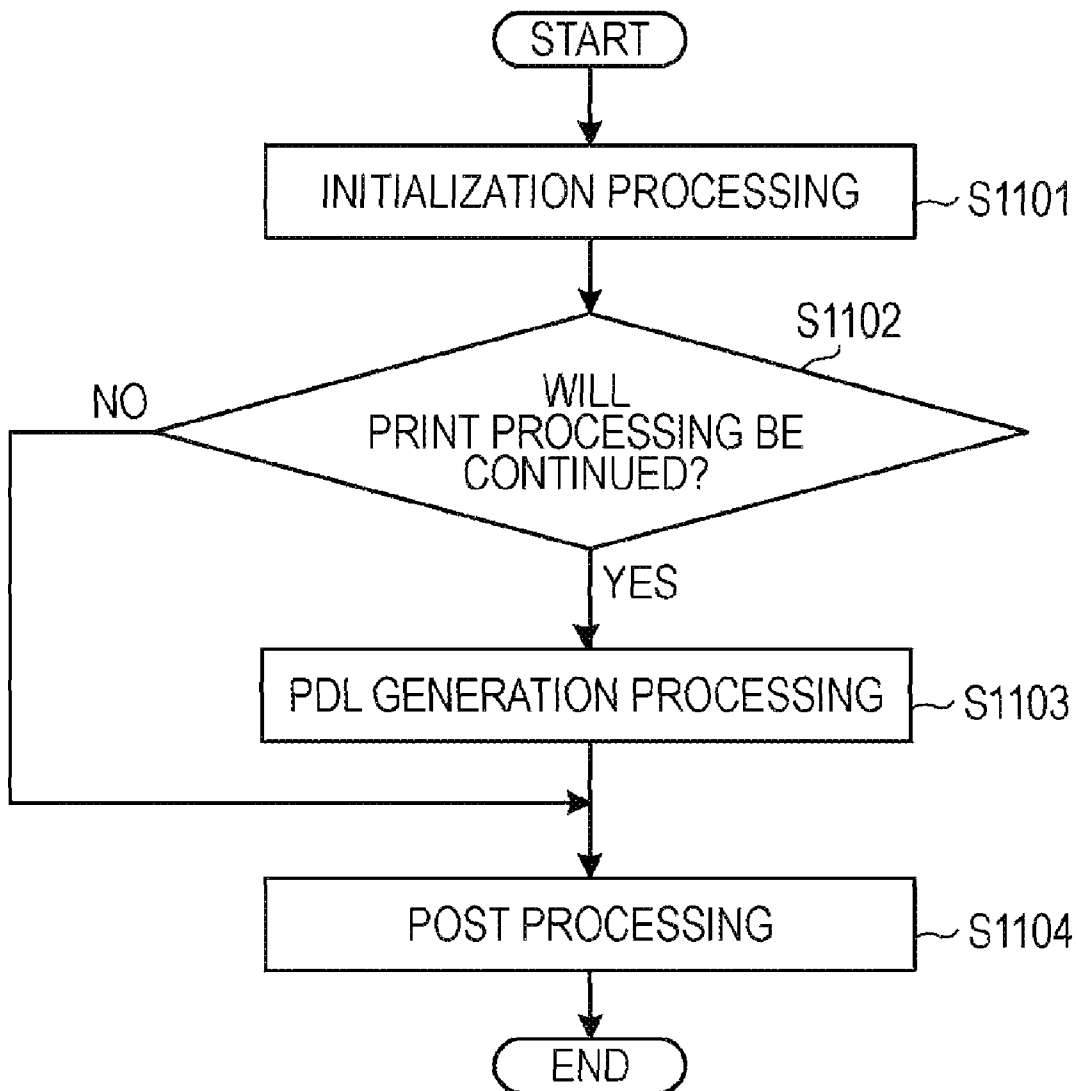 START
INITIALIZATION PROCESSING
S1101
S1102
WILL
PRINT PROCESSING BE
CONTINUED?
NO
YES
PDL GENERATION PROCESSING
S1103
POST PROCESSING
S1104
END